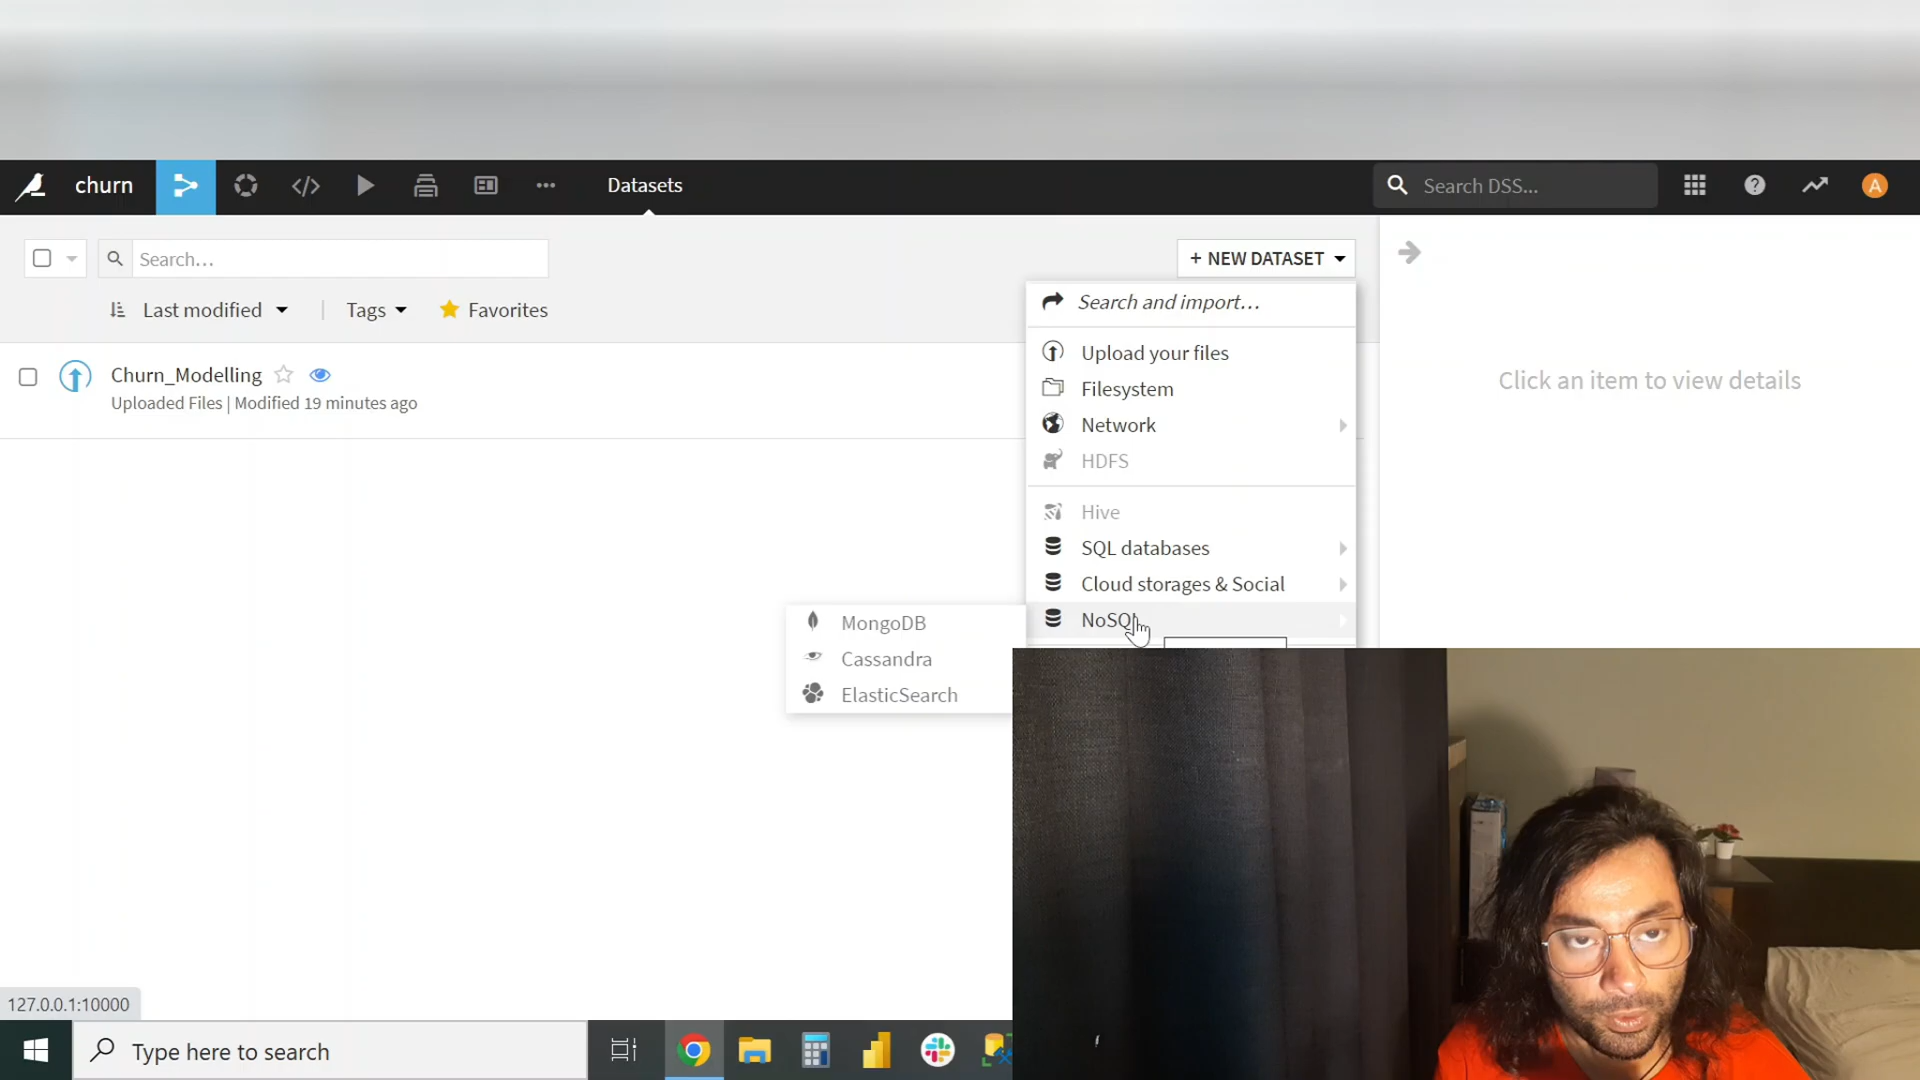 churn
Datasets
Search DSS...
A
Search...
+ NEW DATASET
Last modified
Tags
Favorites
Search and import...
Churn_Modelling
Uploaded Files | Modified 19 minutes ago
Upload your files
Filesystem
Network
HDFS
Hive
SQL databases
Cloud storages & Social
NoSQL
MongoDB
Cassandra
ElasticSearch
Click an item to view details
127.0.0.1:10000
Type here to search